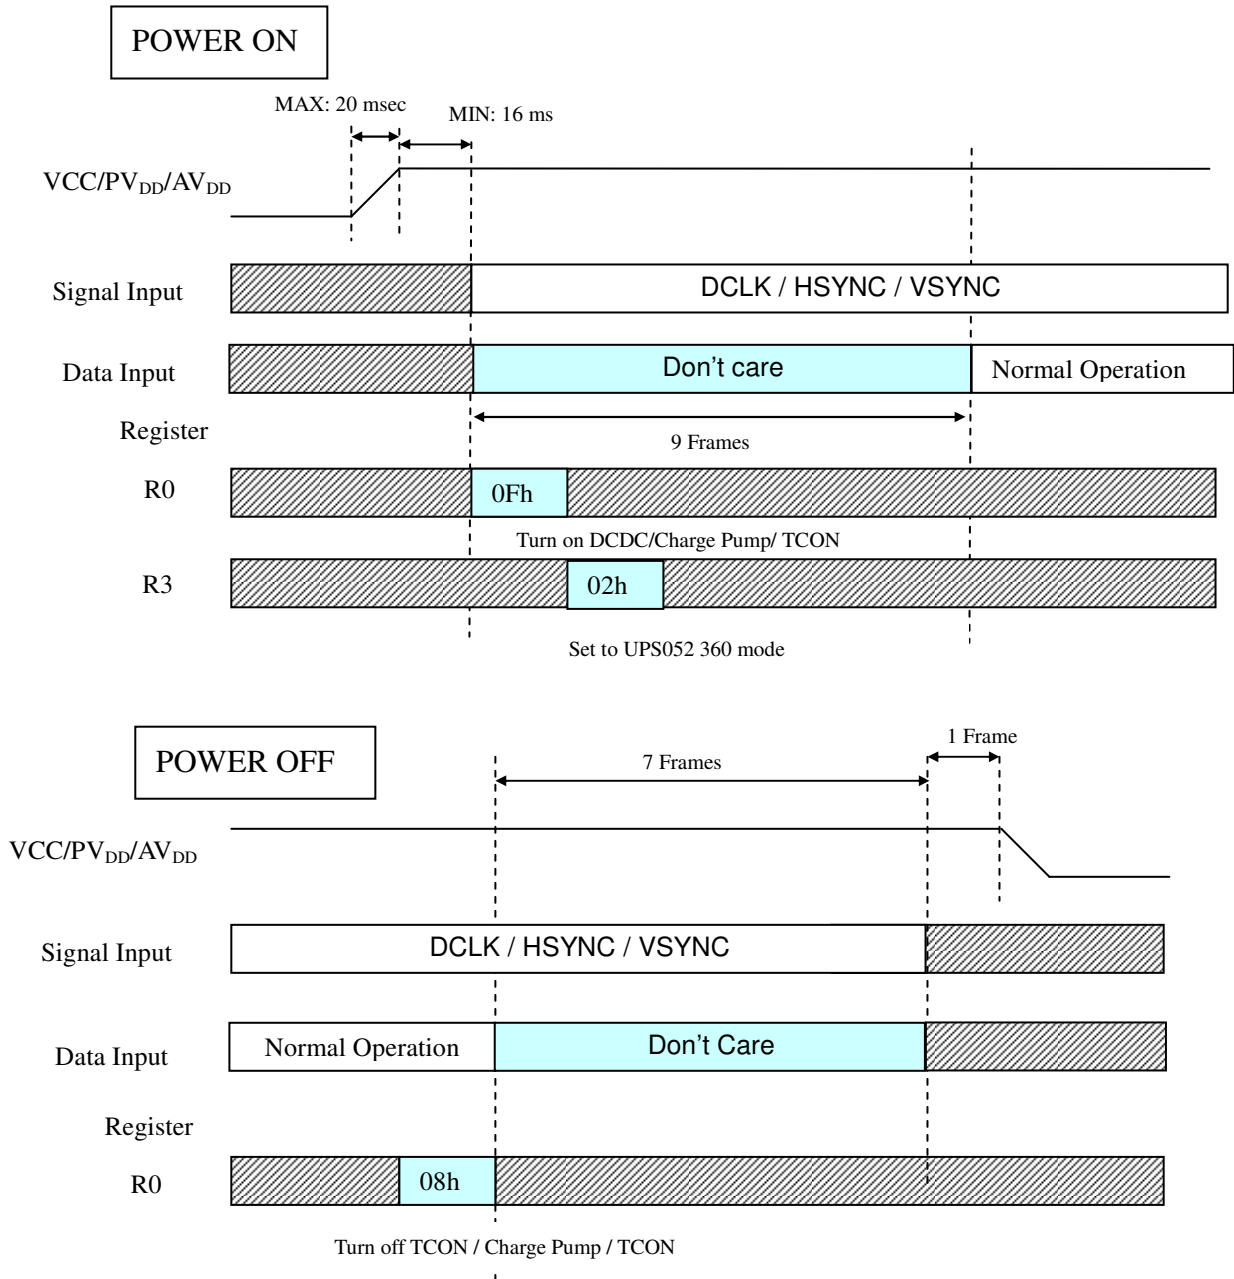 POWER ON
MAX: 20 msec
MIN: 16 ms
VCC/PVDD/AVDD
Signal Input
DCLK / HSYNC / VSYNC
Data Input
Don't care
Normal Operation
Register
9 Frames
R0
0Fh
Turn on DCDC/Charge Pump/ TCON
R3
02h
Set to UPS052 360 mode
POWER OFF
7 Frames
1 Frame
VCC/PVDD/AVDD
Signal Input
DCLK / HSYNC / VSYNC
Data Input
Normal Operation
Don't Care
Register
R0
08h
Turn off TCON / Charge Pump / TCON